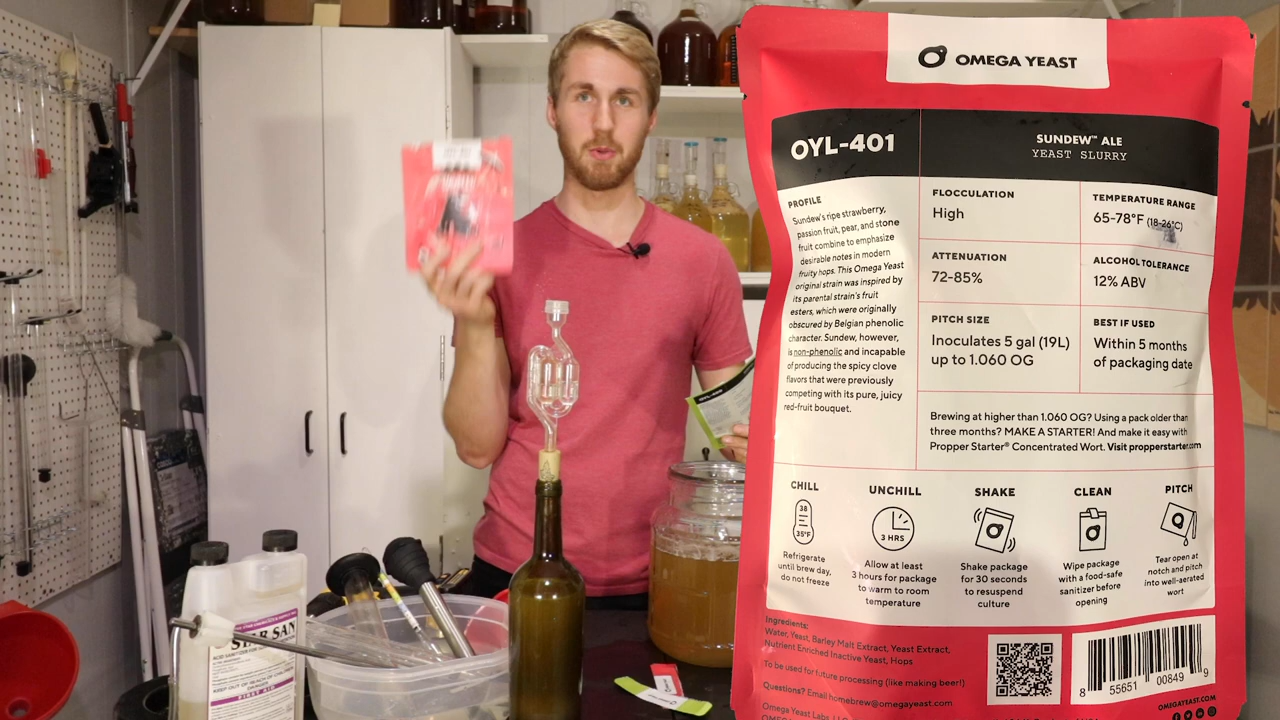 OMEGA YEAST
OYL-401
SUNDEW™ ALE
YEAST SLURRY
PROFILE
Sundew's ripe strawberry,
passion fruit, pear, and stone
fruit combine to emphasize
desirable notes in modern
fruity hops. This Omega Yeast
original strain was inspired by
its parental strain's fruit
esters, which were originally
obscured by Belgian phenolic
character. Sundew, however,
is non-phenolic and incapable
of producing the spicy clove
flavors that were previously
competing with its pure, juicy
red-fruit bouquet.
FLOCCULATION
High
TEMPERATURE RANGE
65-78°F (18-26°C)
ATTENUATION
72-85%
ALCOHOL TOLERANCE
12% ABV
PITCH SIZE
Inoculates 5 gal (19L)
up to 1.060 OG
BEST IF USED
Within 5 months
of packaging date
Brewing at higher than 1.060 OG? Using a pack older than
three months? MAKE A STARTER! And make it easy with
Propper Starter® Concentrated Wort. Visit propperstarter.com
CHILL
38
35°F
Refrigerate
until brew day,
do not freeze
UNCHILL
3 HRS
Allow at least
3 hours for package
to warm to room
temperature
SHAKE
Shake package
for 30 seconds
to resuspend
culture
CLEAN
Wipe package
with a food-safe
sanitizer before
opening
PITCH
Tear open at
notch and pitch
into well-aerated
wort
Ingredients:
Water, Yeast, Barley Malt Extract, Yeast Extract,
Nutrient Enriched Inactive Yeast, Hops
To be used for further processing (like making beer!)
Questions? Email homebrew@omegayeast.com
Omega Yeast Labs, LLC
8 55651 00849 9
OMEGAYEAST.COM
STAR SAN